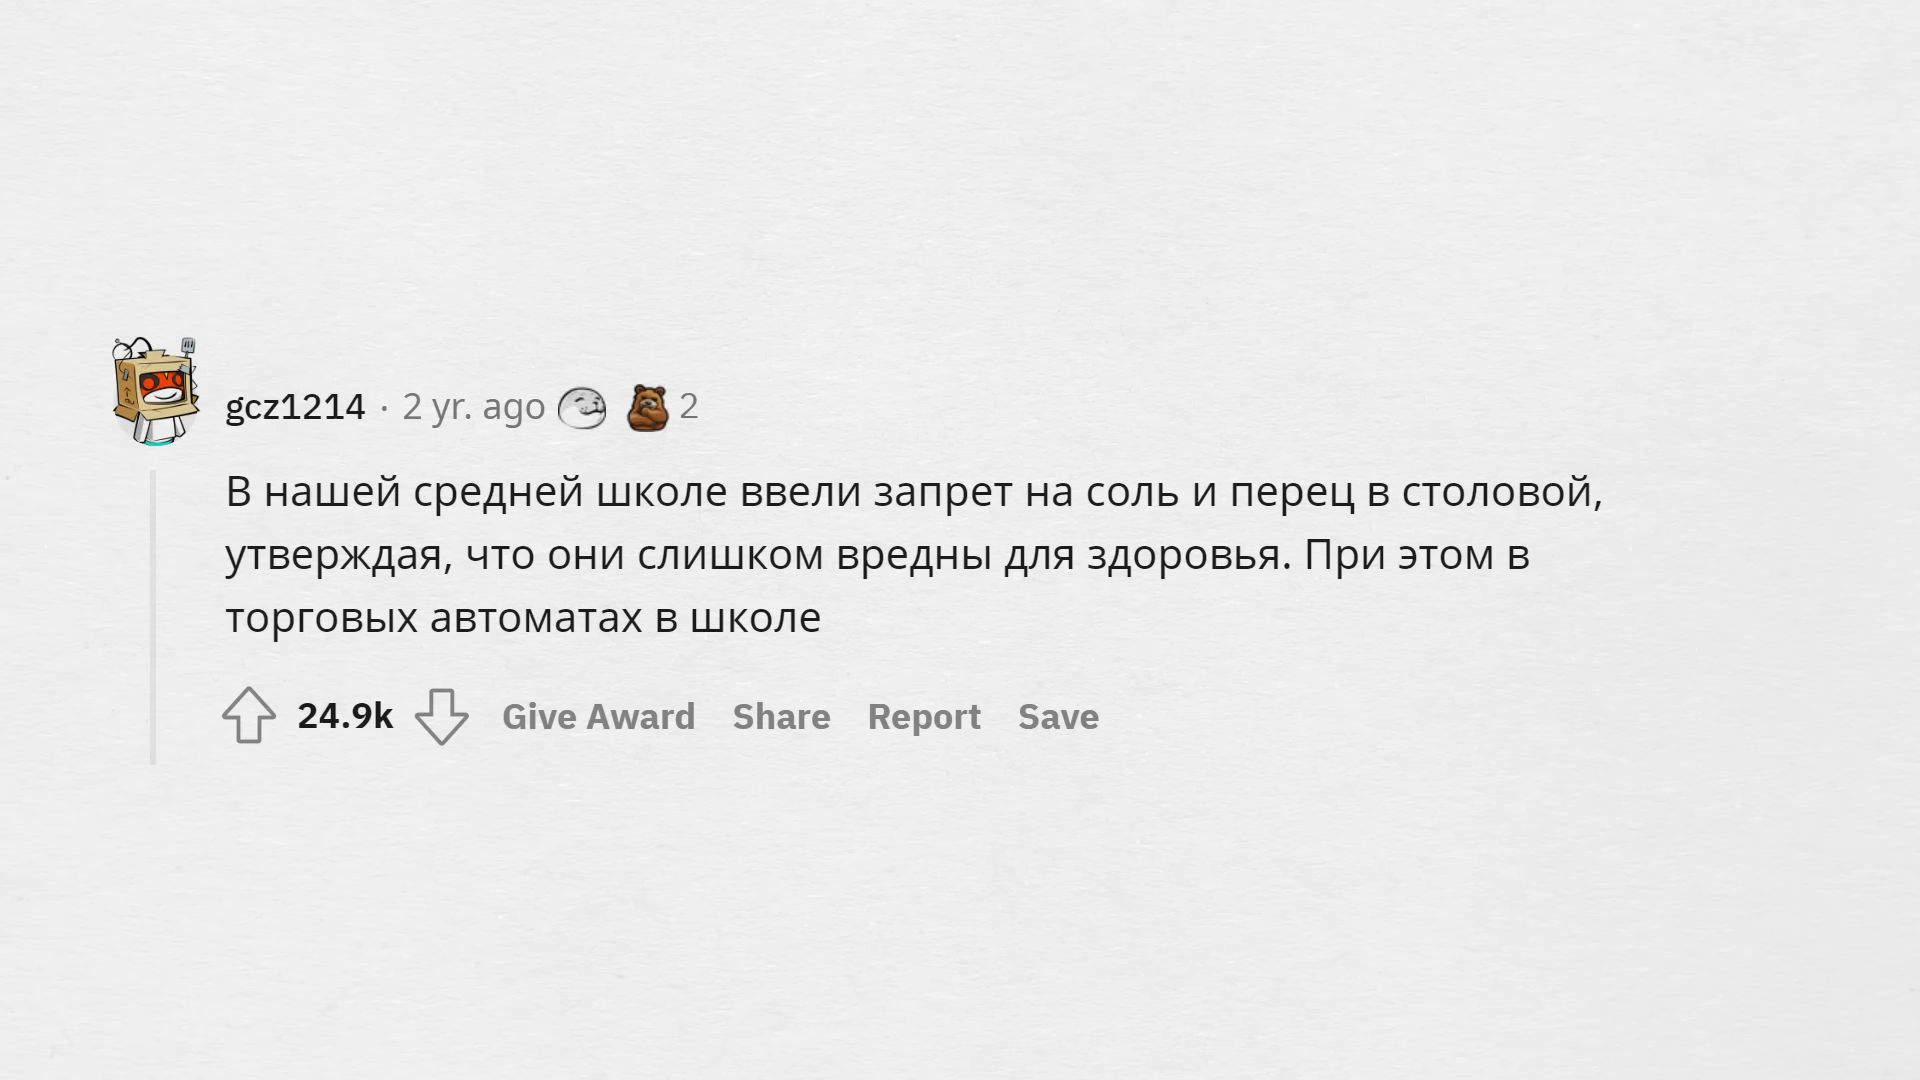 gcz1214 · 2 yr. ago 2
В нашей средней школе ввели запрет на соль и перец в столовой,
утверждая, что они слишком вредны для здоровья. При этом в
торговых автоматах в школе
24.9k Give Award Share Report Save